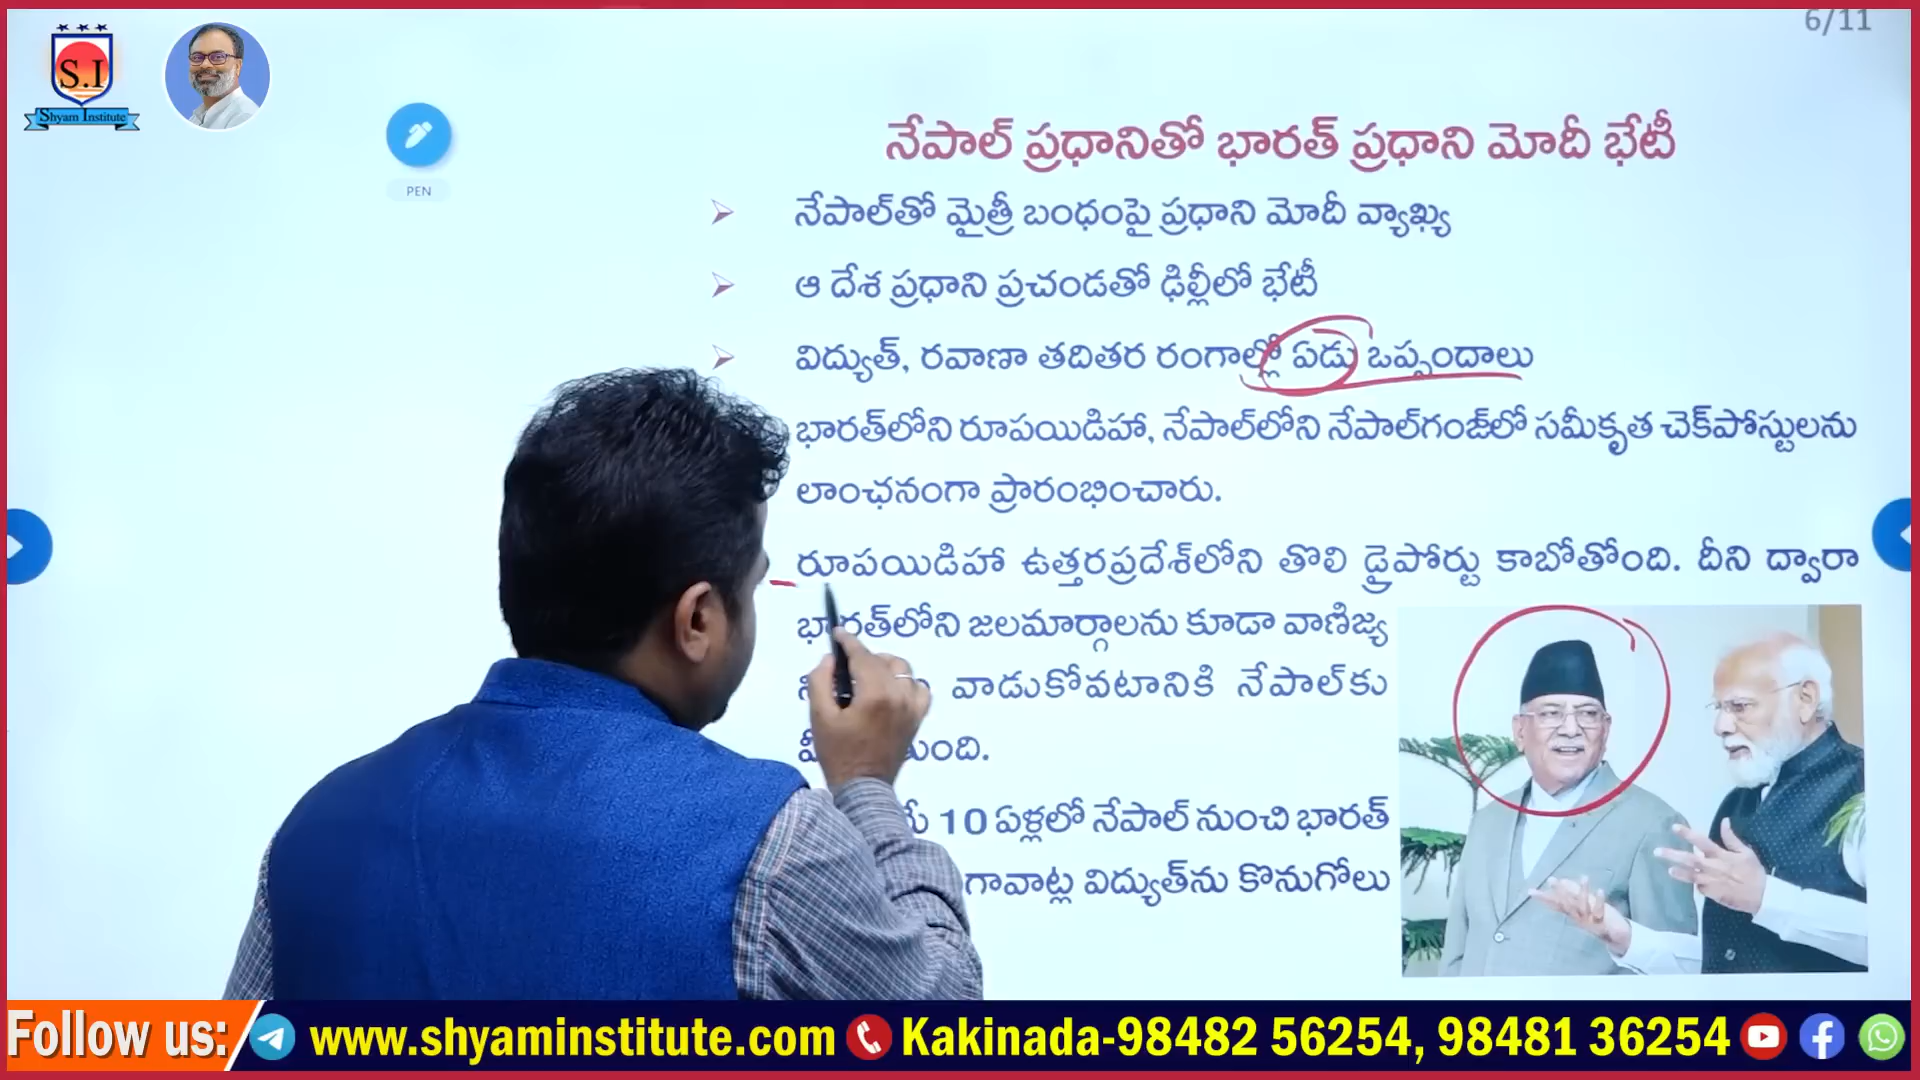 6/11
S.I
Shyam Institute
PEN
నేపాల్ ప్రధానితో భారత్ ప్రధాని మోదీ భేటీ
నేపాల్‌తో మైత్రీ బంధంపై ప్రధాని మోదీ వ్యాఖ్య
ఆ దేశ ప్రధాని ప్రచండతో ఢిల్లీలో భేటీ
విద్యుత్, రవాణా తదితర రంగాల్లో ఏడు ఒప్పందాలు
భారత్‌లోని రూపయిడిహా, నేపాల్‌లోని నేపాల్‌గంజ్‌లో సమీకృత చెక్‌పోస్టులను
లాంఛనంగా ప్రారంభించారు.
రూపయిడిహా ఉత్తరప్రదేశ్‌లోని తొలి డ్రైపోర్టు కాబోతోంది. దీని ద్వారా
భారత్‌లోని జలమార్గాలను కూడా వాణిజ్య
వాడుకోవటానికి నేపాల్‌కు
10 ఏళ్లలో నేపాల్ నుంచి భారత్
విద్యుత్‌ను కొనుగోలు
Follow us: www.shyaminstitute.com Kakinada-98482 56254, 98481 36254